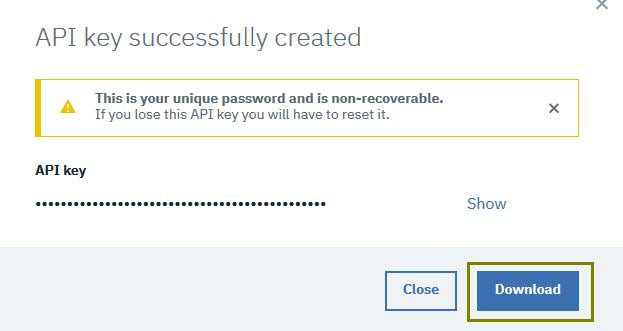 API key successfully created
This is your unique password and is non-recoverable.
If you lose this API key you will have to reset it.
API key
••••••••••••••••••••••••••••••••••••••••••••••
Show
Close
Download